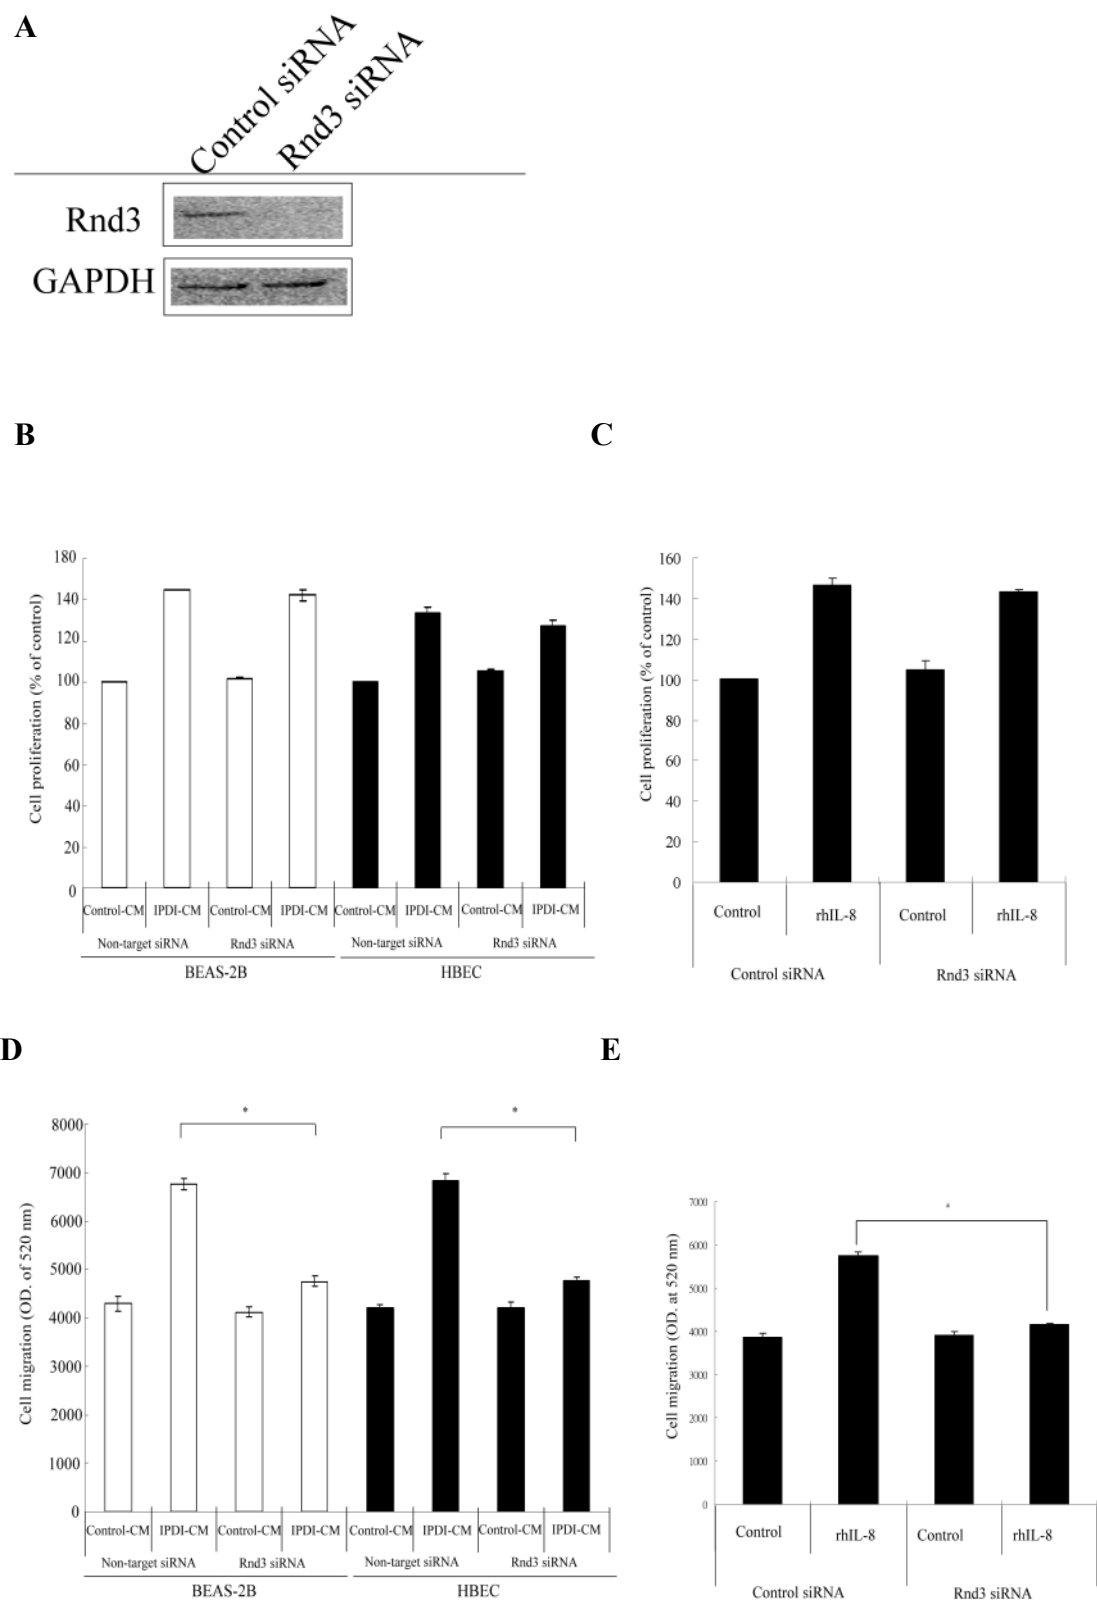 A
Control siRNA
Rnd3 siRNA
Rnd3
GAPDH
B
Cell proliferation (% of control)
180
140
120
100
80
60
40
20
0
Control-CM IPDI-CM Control-CM IPDI-CM Control-CM IPDI-CM Control-CM IPDI-CM
Non-target siRNA Rnd3 siRNA Non-target siRNA Rnd3 siRNA
BEAS-2B HBEC
C
Cell proliferation (% of control)
160
140
120
100
80
60
40
20
0
Control rhIL-8 Control rhIL-8
Control siRNA Rnd3 siRNA
D
Cell migration (OD. of 520 nm)
8000
7000
6000
5000
4000
3000
2000
1000
0
* *
Control-CM IPDI-CM Control-CM IPDI-CM Control-CM IPDI-CM Control-CM IPDI-CM
Non-target siRNA Rnd3 siRNA Non-target siRNA Rnd3 siRNA
BEAS-2B HBEC
E
Cell migration (OD. at 520 nm)
7000
6000
5000
4000
3000
2000
1000
0
*
Control rhIL-8 Control rhIL-8
Control siRNA Rnd3 siRNA